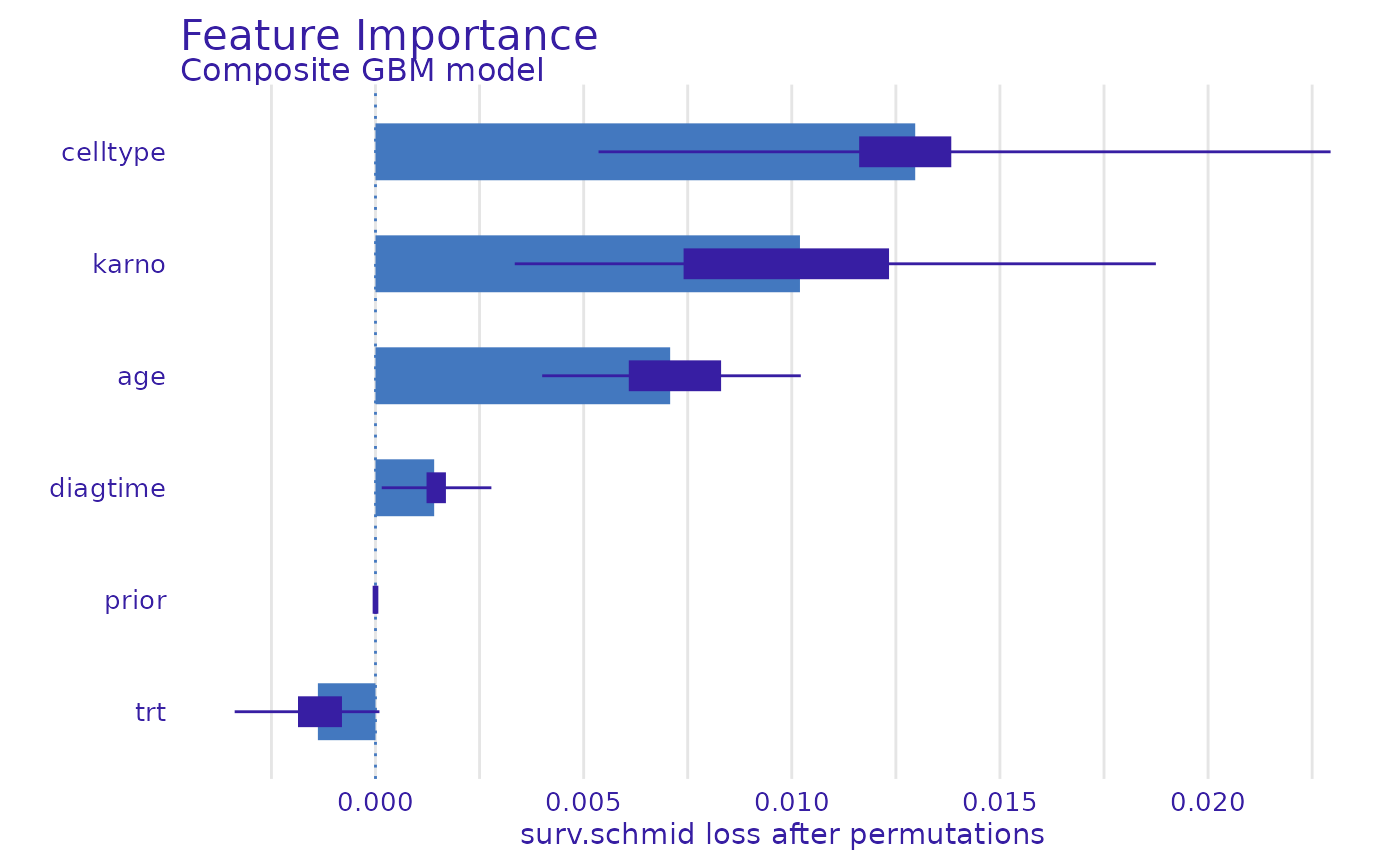 Feature Importance
Composite GBM model
celltype
karno
age
diagtime
prior
trt
0.000 0.005 0.010 0.015 0.020
surv.schmid loss after permutations